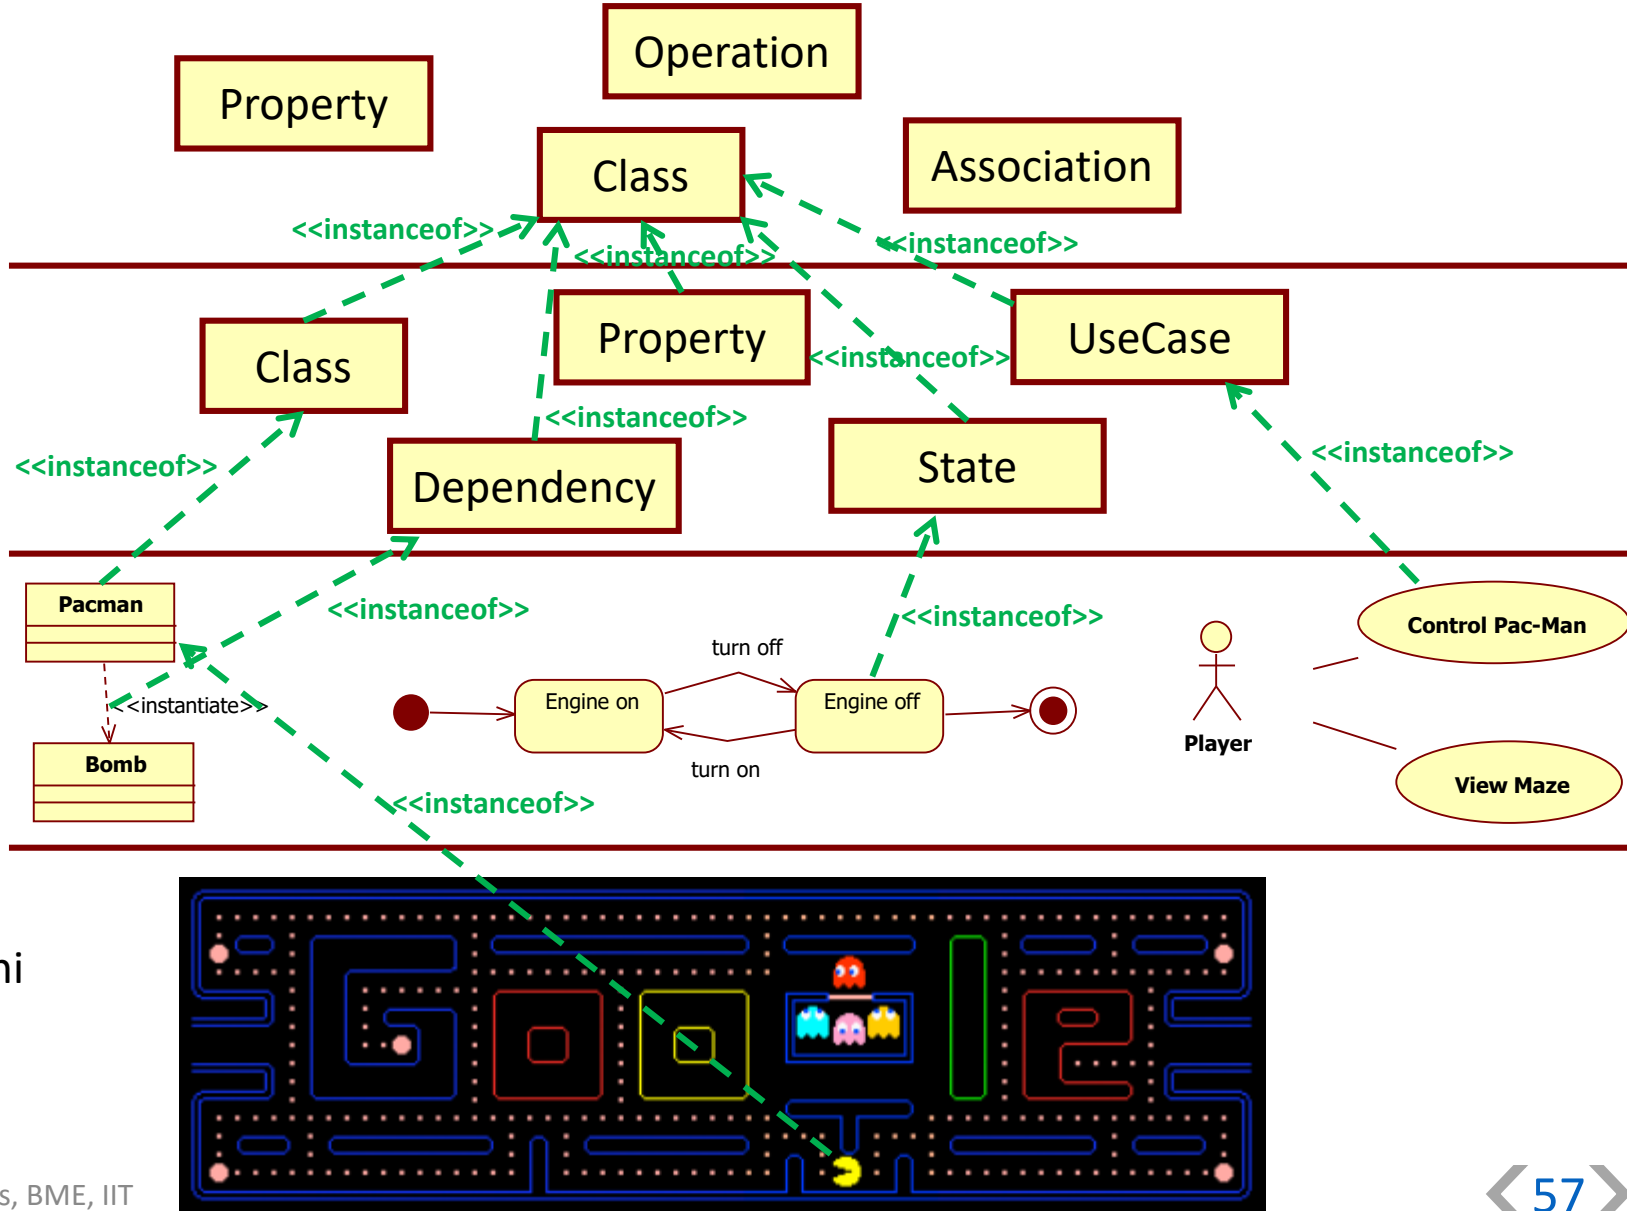 Operation
Property
Class
Association
<<instanceof>>
<<instanceof>>
<<instanceof>>
Class
Property
UseCase
<<instanceof>>
<<instanceof>>
<<instanceof>>
<<instanceof>>
Dependency
State
Pacman
<<instanceof>>
<<instanceof>>
Control Pac-Man
turn off
<<instantiate>>
Engine on
Engine off
Player
Bomb
turn on
View Maze
<<instanceof>>
ni
s, BME, IIT
57